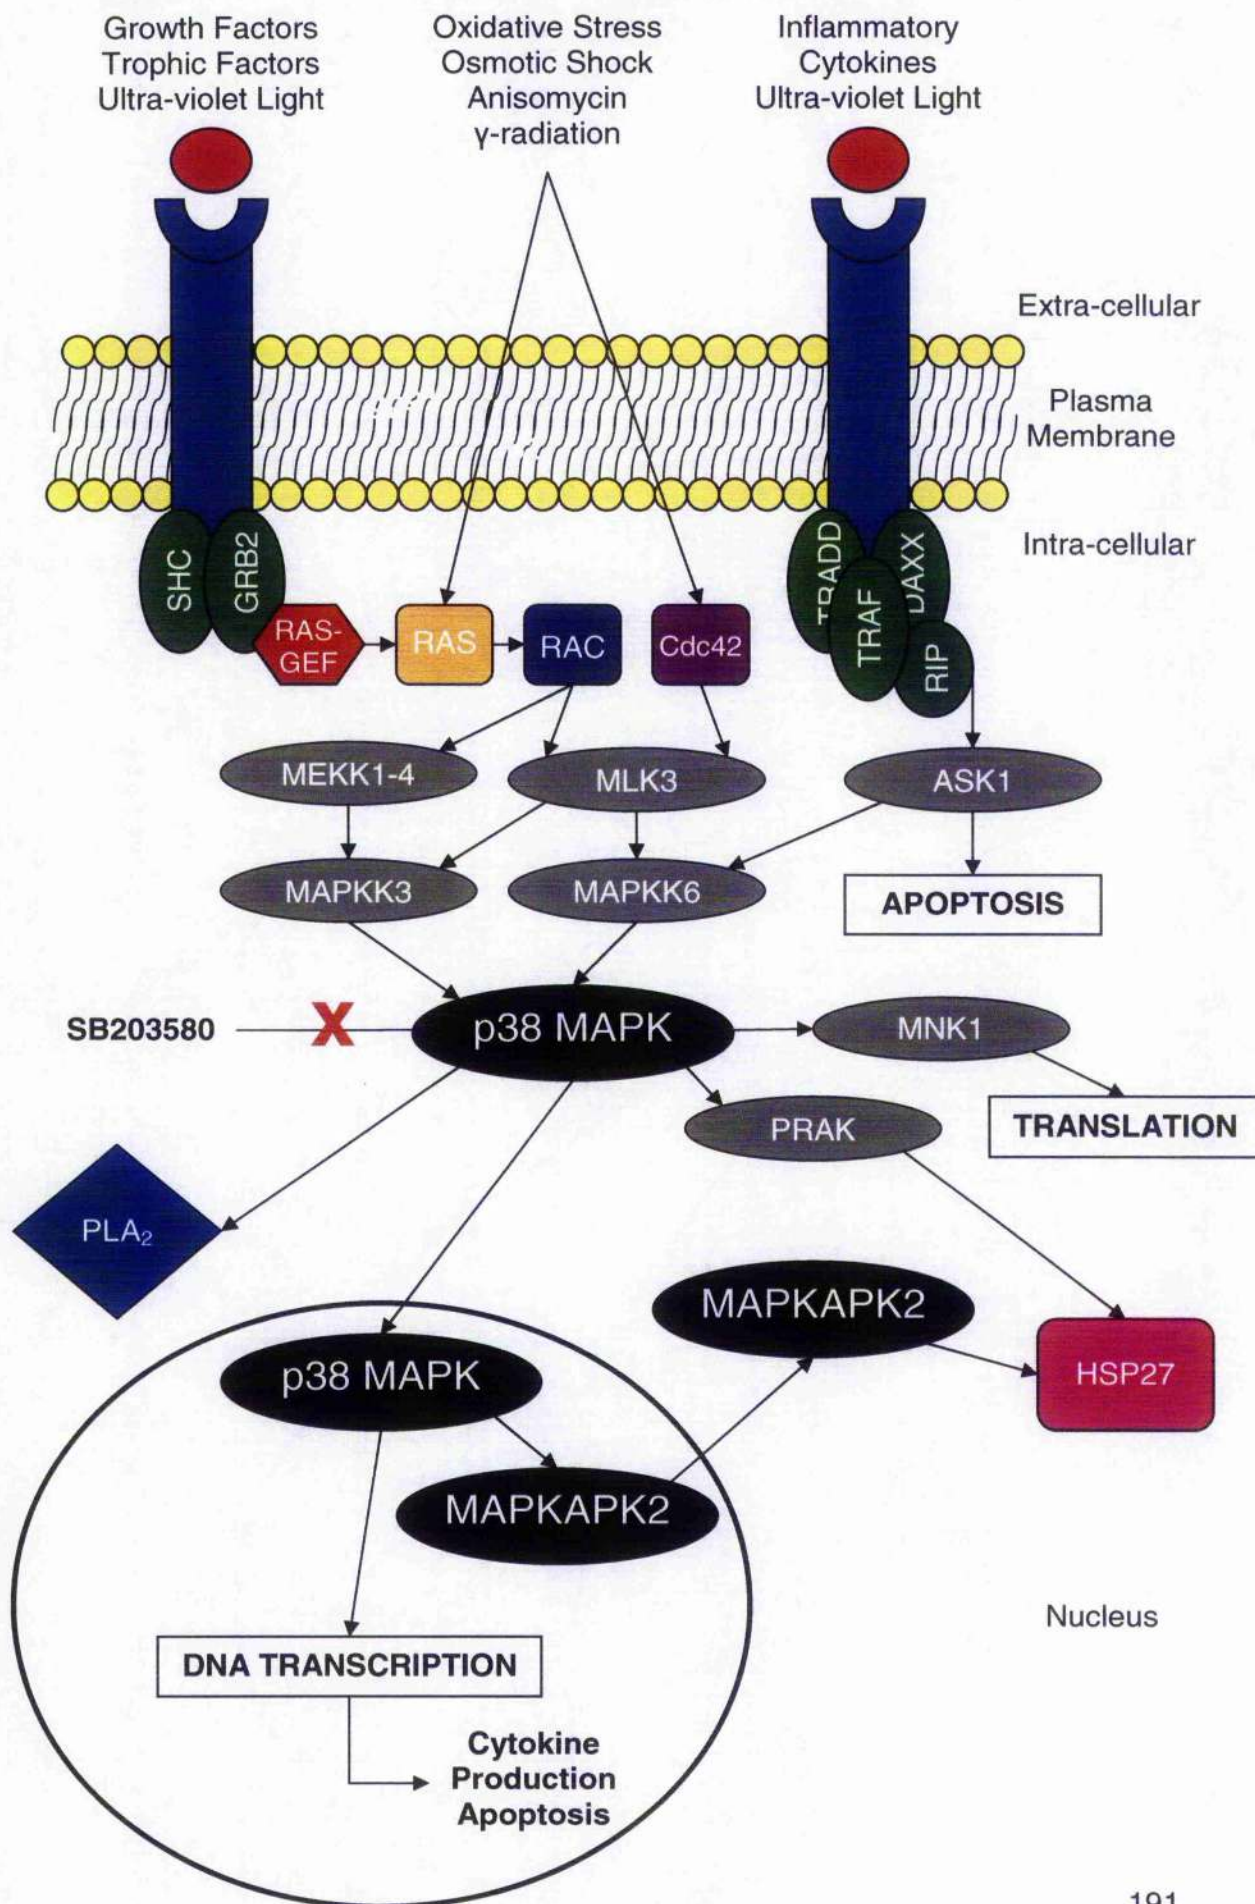 Growth Factors
Trophic Factors
Ultra-violet Light
Oxidative Stress
Osmotic Shock
Anisomycin
γ-radiation
Inflammatory
Cytokines
Ultra-violet Light
Extra-cellular
Plasma
Membrane
Intra-cellular
SHC
GRB2
RAS-
GEF
RAS
RAC
Cdc42
TRADD
TRAF
DAXX
RIP
MEKK1-4
MLK3
ASK1
MAPKK3
MAPKK6
APOPTOSIS
SB203580
X
p38 MAPK
MNK1
PRAK
TRANSLATION
PLA₂
MAPKAPK2
HSP27
p38 MAPK
MAPKAPK2
Nucleus
DNA TRANSCRIPTION
Cytokine
Production
Apoptosis
191